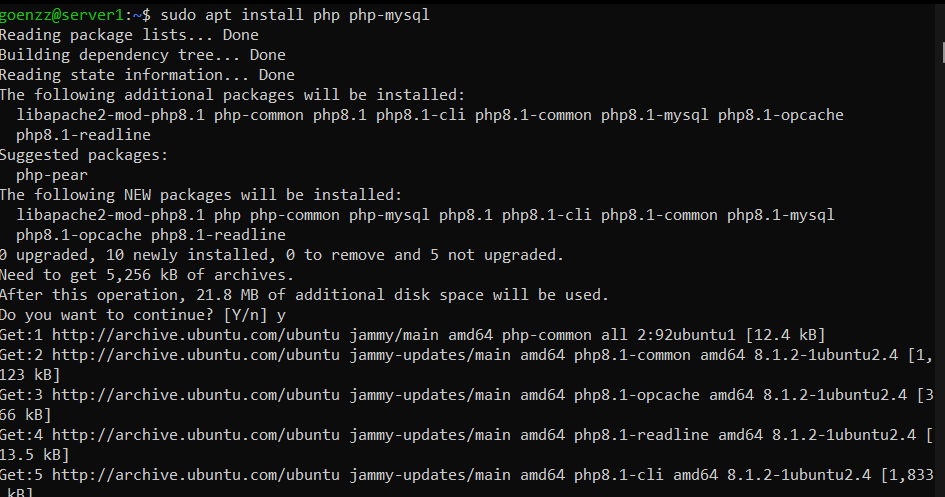 goenzz@server1:~$ sudo apt install php php-mysql
Reading package lists... Done
Building dependency tree... Done
Reading state information... Done
The following additional packages will be installed:
  libapache2-mod-php8.1 php-common php8.1 php8.1-cli php8.1-common php8.1-mysql php8.1-opcache
  php8.1-readline
Suggested packages:
  php-pear
The following NEW packages will be installed:
  libapache2-mod-php8.1 php php-common php-mysql php8.1 php8.1-cli php8.1-common php8.1-mysql
  php8.1-opcache php8.1-readline
0 upgraded, 10 newly installed, 0 to remove and 5 not upgraded.
Need to get 5,256 kB of archives.
After this operation, 21.8 MB of additional disk space will be used.
Do you want to continue? [Y/n] y
Get:1 http://archive.ubuntu.com/ubuntu jammy/main amd64 php-common all 2:92ubuntu1 [12.4 kB]
Get:2 http://archive.ubuntu.com/ubuntu jammy-updates/main amd64 php8.1-common amd64 8.1.2-1ubuntu2.4 [1,
123 kB]
Get:3 http://archive.ubuntu.com/ubuntu jammy-updates/main amd64 php8.1-opcache amd64 8.1.2-1ubuntu2.4 [3
66 kB]
Get:4 http://archive.ubuntu.com/ubuntu jammy-updates/main amd64 php8.1-readline amd64 8.1.2-1ubuntu2.4 [
13.5 kB]
Get:5 http://archive.ubuntu.com/ubuntu jammy-updates/main amd64 php8.1-cli amd64 8.1.2-1ubuntu2.4 [1,833
 kB]